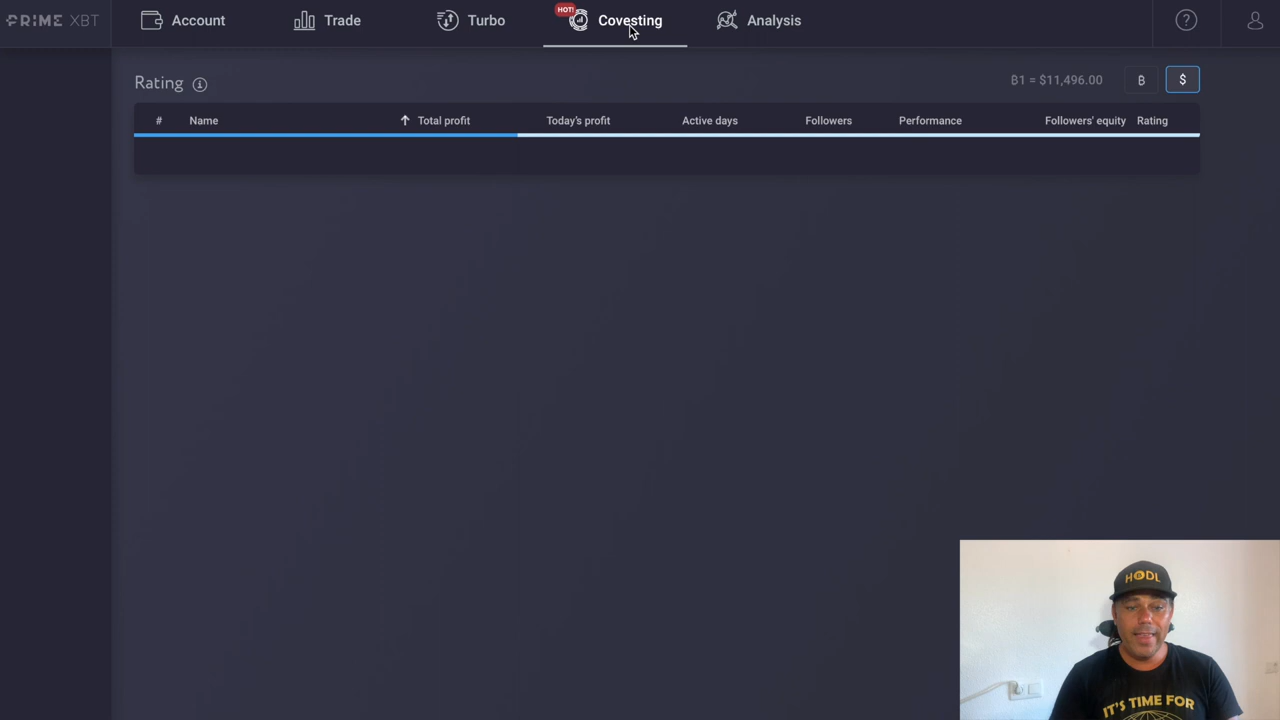 PRIME XBT
Account
Trade
Turbo
HOT!
Covesting
Analysis
?
Rating
฿1 = $11,496.00
฿
$
# Name ↑ Total profit Today's profit Active days Followers Performance Followers' equity Rating
HODL
IT'S TIME FOR